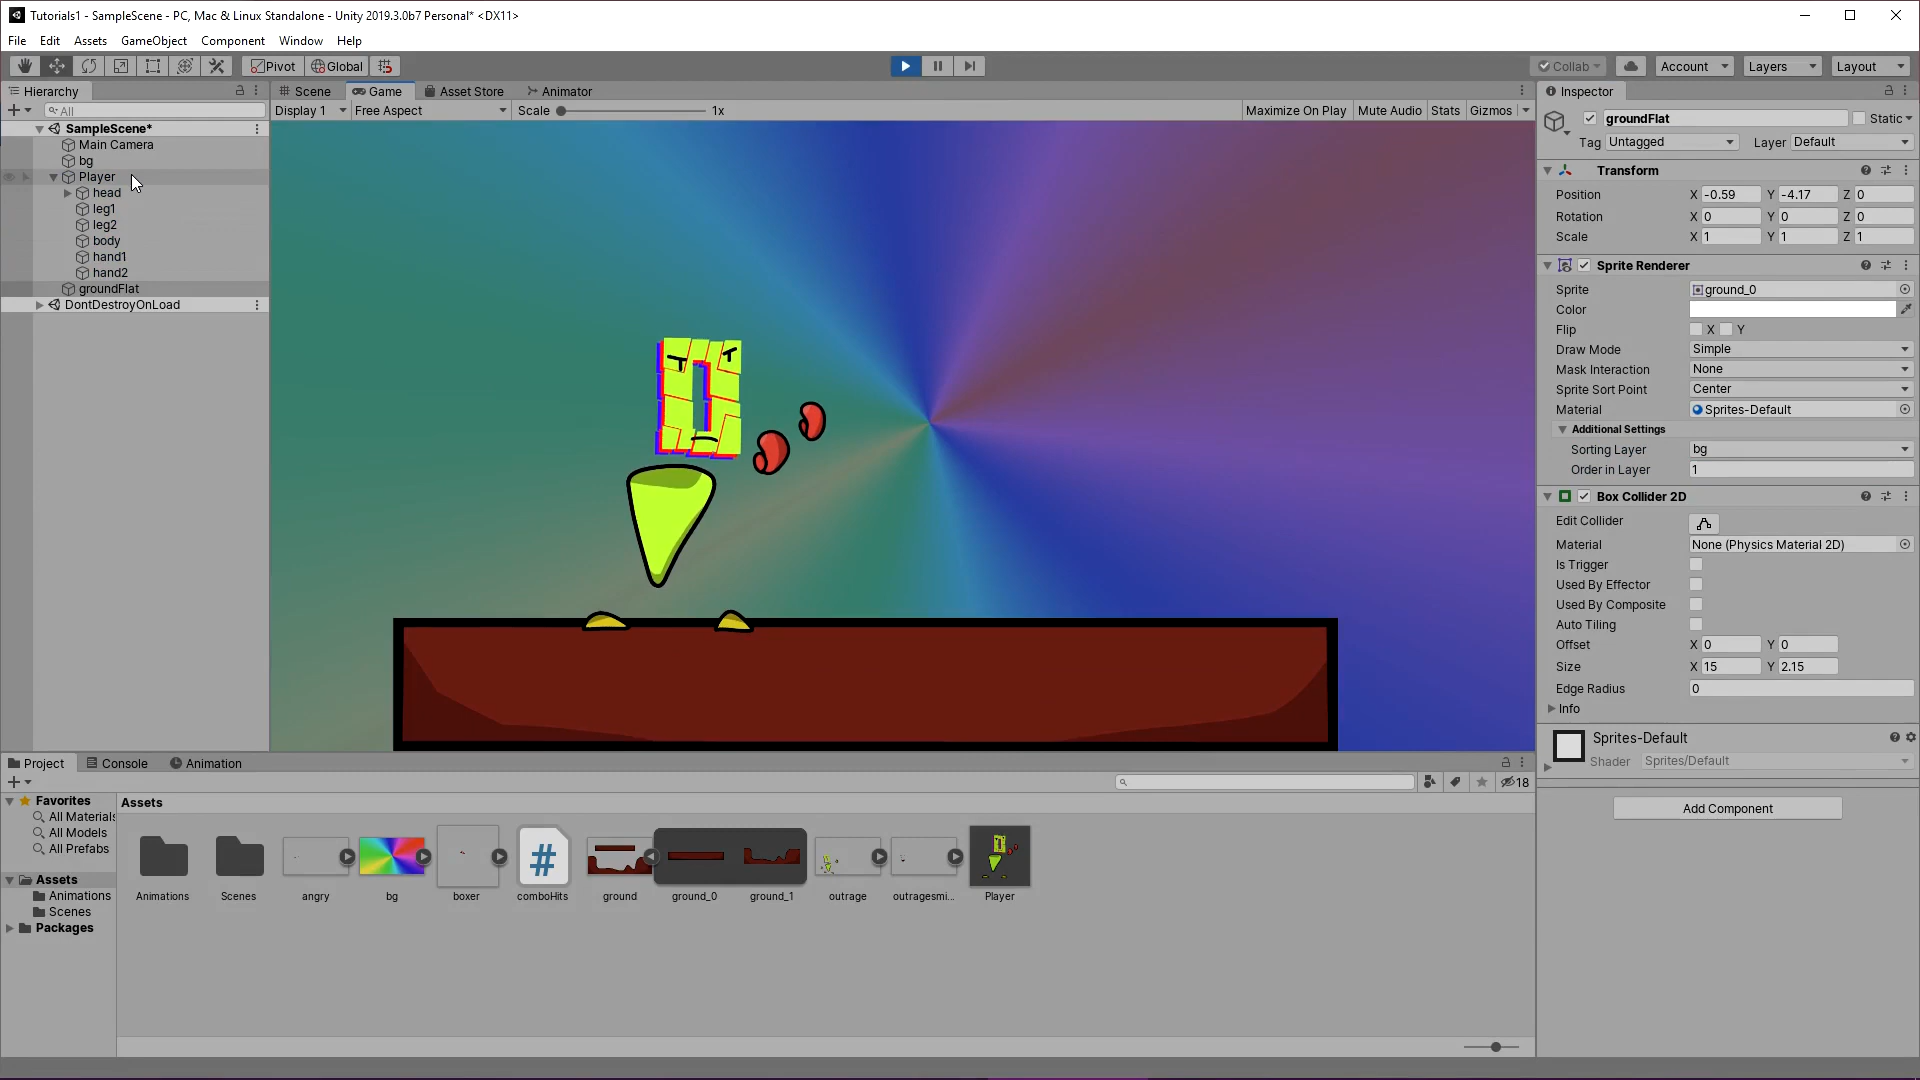 Tutorials1 - SampleScene - PC, Mac & Linux Standalone - Unity 2019.3.0b7 Personal* <DX11>
File Edit Assets GameObject Component Window Help
Pivot Global Collab Account Layers Layout
Hierarchy
All
SampleScene*
Main Camera
bg
Player
head
leg1
leg2
body
hand1
hand2
groundFlat
DontDestroyOnLoad
Scene Game Asset Store Animator
Display 1 Free Aspect Scale 1x Maximize On Play Mute Audio Stats Gizmos
Inspector
groundFlat Static
Tag Untagged Layer Default
Transform
Position X -0.59 Y -4.17 Z 0
Rotation X 0 Y 0 Z 0
Scale X 1 Y 1 Z 1
Sprite Renderer
Sprite ground_0
Color
Flip X Y
Draw Mode Simple
Mask Interaction None
Sprite Sort Point Center
Material Sprites-Default
Additional Settings
Sorting Layer bg
Order in Layer 1
Box Collider 2D
Edit Collider
Material None (Physics Material 2D)
Is Trigger
Used By Effector
Used By Composite
Auto Tiling
Offset X 0 Y 0
Size X 15 Y 2.15
Edge Radius 0
Info
Sprites-Default
Shader Sprites/Default
Add Component
Project Console Animation
18
Favorites
All Materials
All Models
All Prefabs
Assets
Animations
Scenes
Packages
Assets
Animations Scenes angry bg boxer comboHits ground ground_0 ground_1 outrage outragesmi... Player